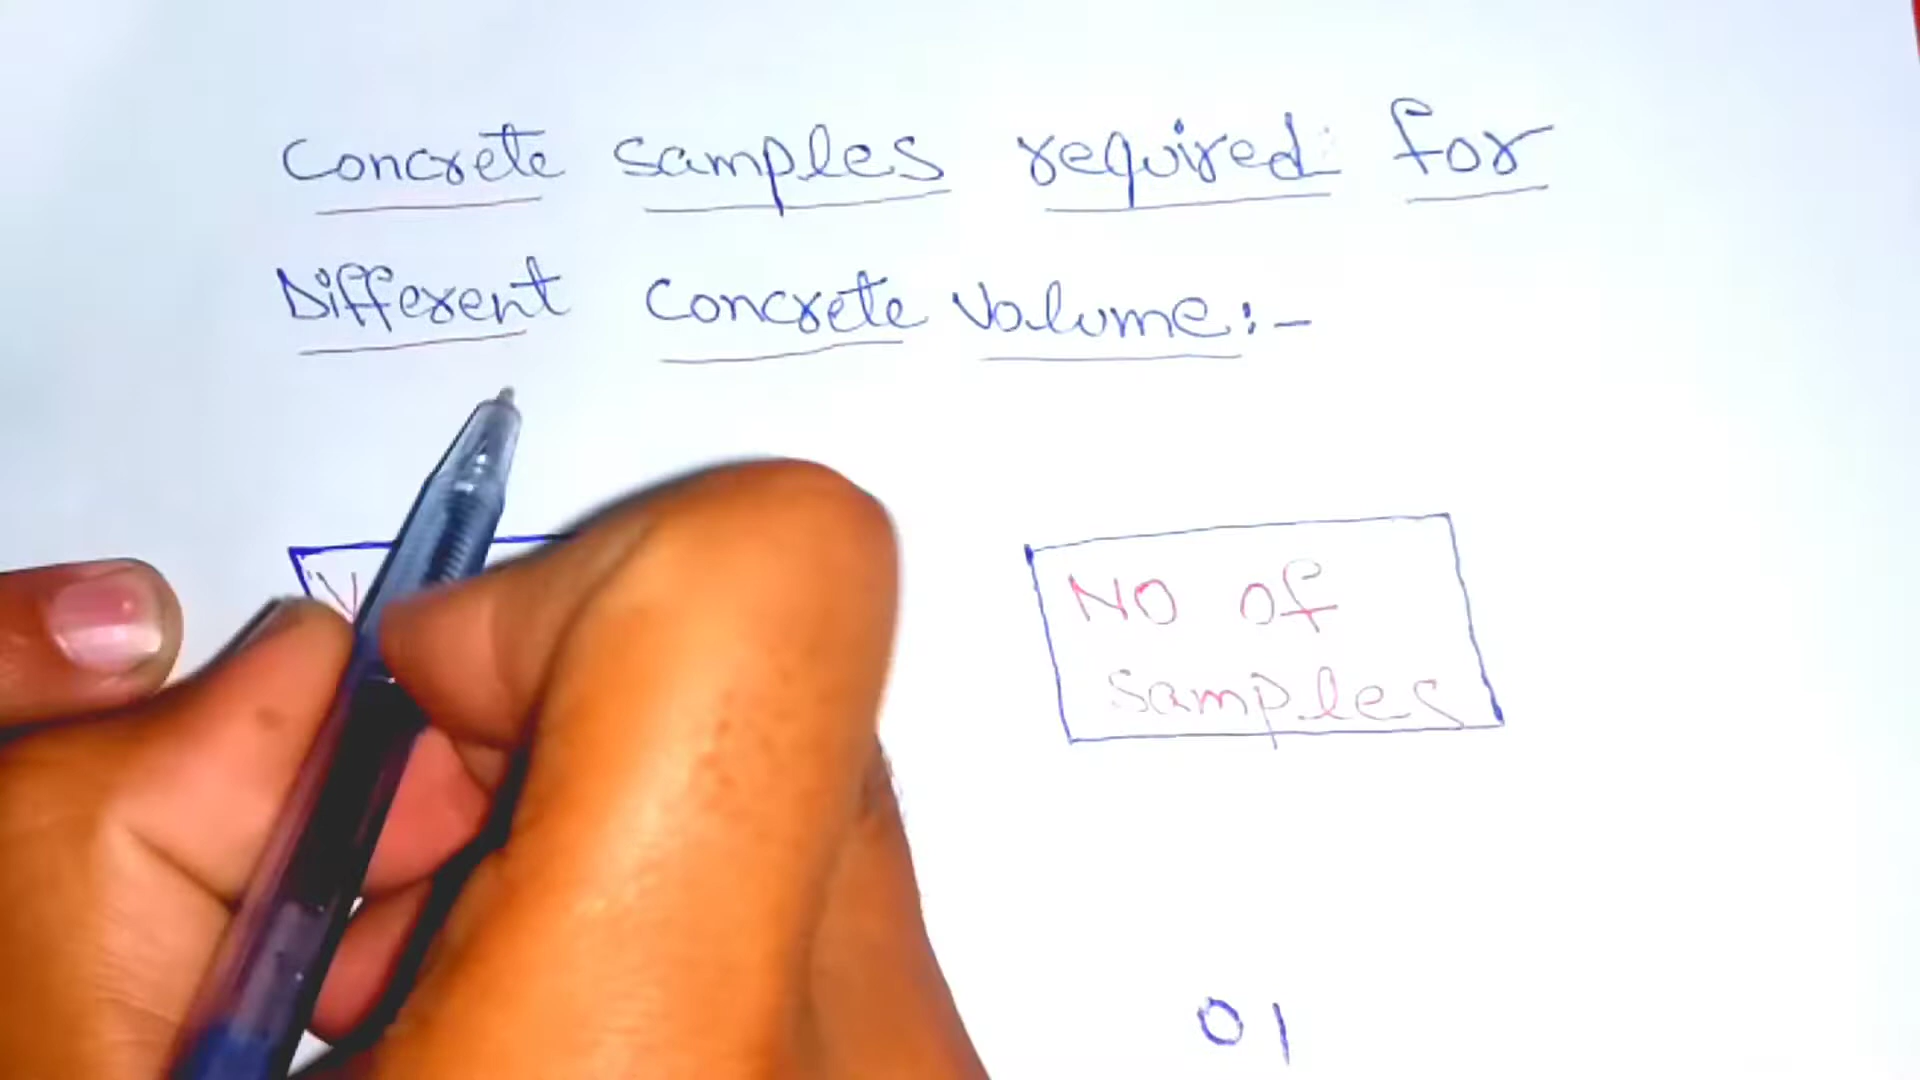 Concrete samples required for
Different Concrete Volume:-
NO of
Samples
01